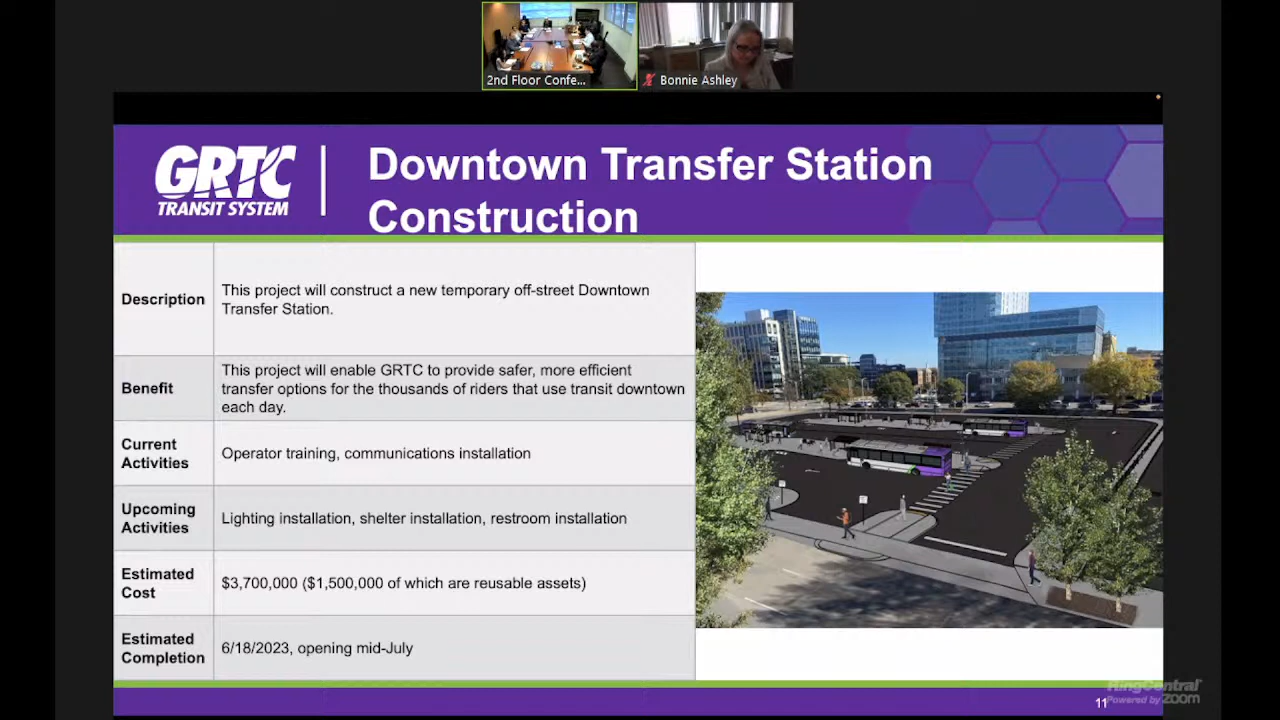 2nd Floor Confe...
Bonnie Ashley
GRTC
TRANSIT SYSTEM
Downtown Transfer Station
Construction
Description
This project will construct a new temporary off-street Downtown
Transfer Station.
Benefit
This project will enable GRTC to provide safer, more efficient
transfer options for the thousands of riders that use transit downtown
each day.
Current
Activities
Operator training, communications installation
Upcoming
Activities
Lighting installation, shelter installation, restroom installation
Estimated
Cost
$3,700,000 ($1,500,000 of which are reusable assets)
Estimated
Completion
6/18/2023, opening mid-July
11
RingCentral
Powered by zoom